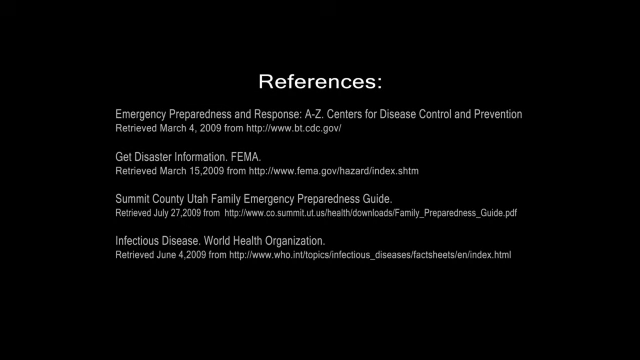 References:
Emergency Preparedness and Response: A-Z. Centers for Disease Control and Prevention
Retrieved March 4, 2009 from http://www.bt.cdc.gov/
Get Disaster Information. FEMA.
Retrieved March 15,2009 from http://www.fema.gov/hazard/index.shtm
Summit County Utah Family Emergency Preparedness Guide.
Retrieved July 27,2009 from http://www.co.summit.ut.us/health/downloads/Family_Preparedness_Guide.pdf
Infectious Disease. World Health Organization.
Retrieved June 4,2009 from http://www.who.int/topics/infectious_diseases/factsheets/en/index.html